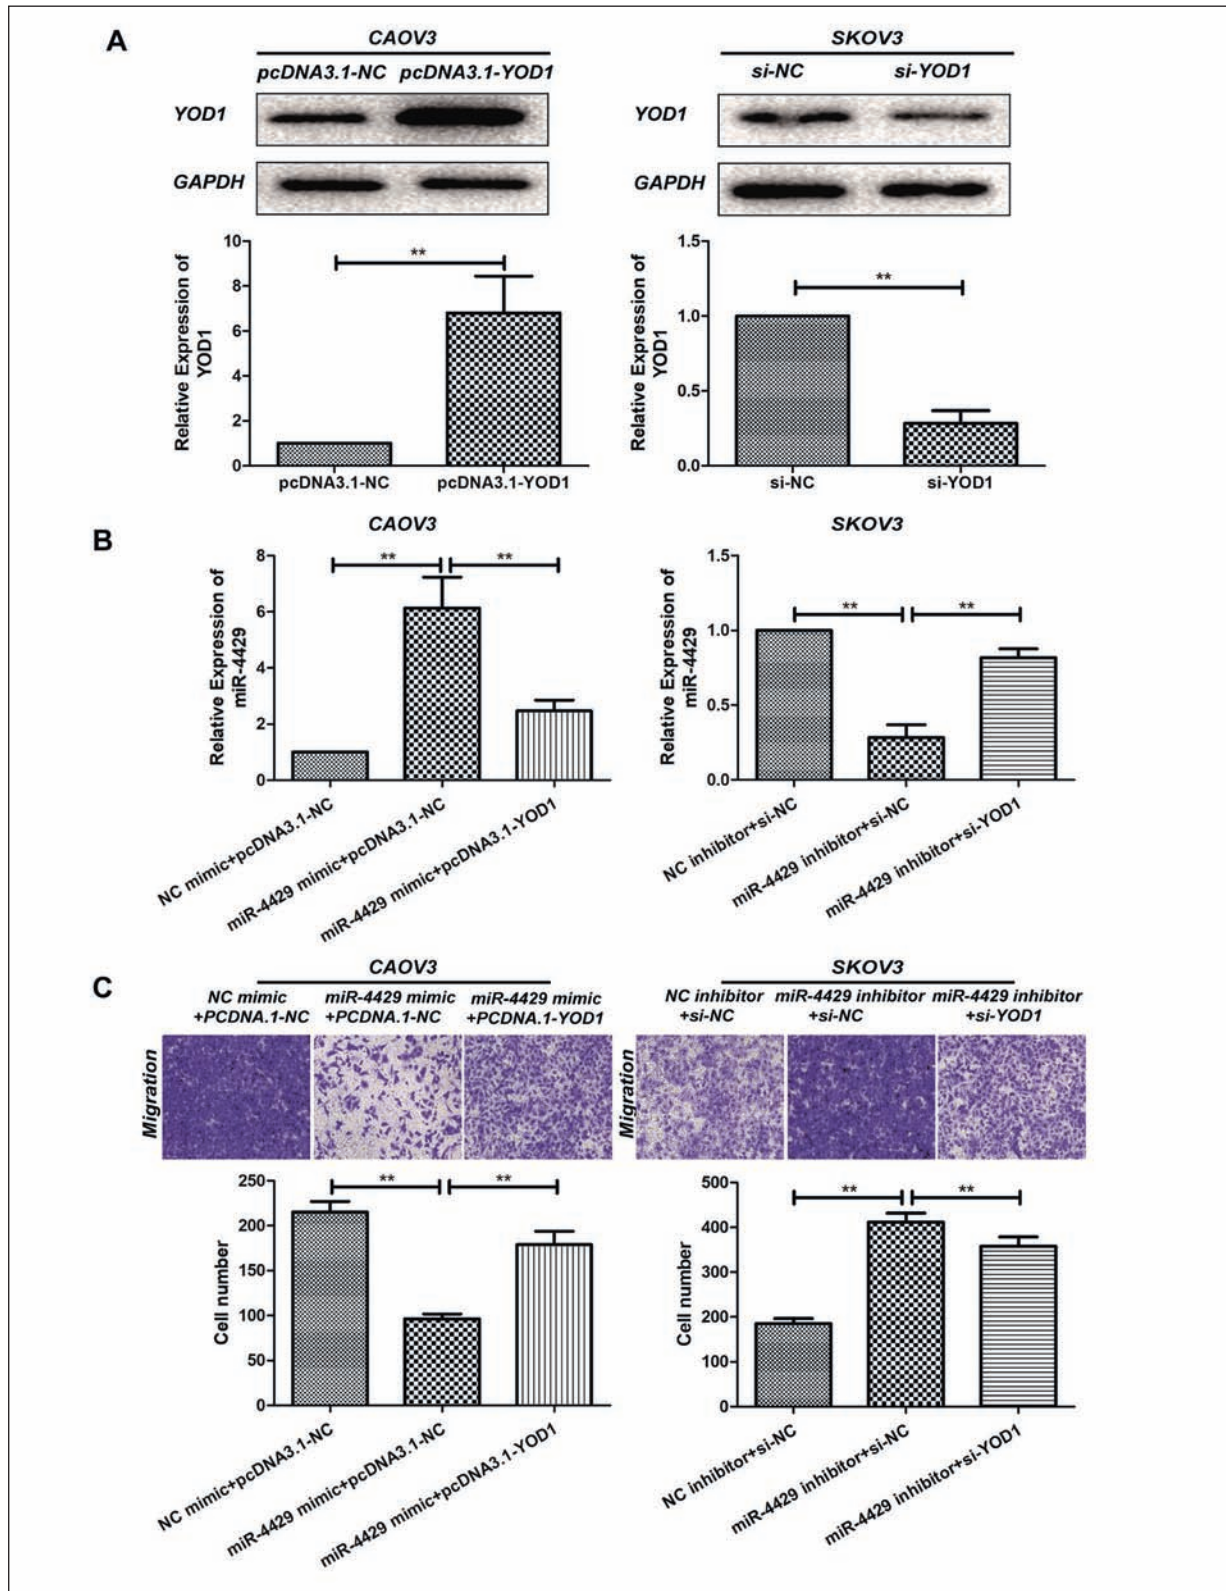 A
CAOV3
SKOV3
pcDNA3.1-NC pcDNA3.1-YOD1
si-NC si-YOD1
YOD1
YOD1
GAPDH
GAPDH
Relative Expression of
YOD1
10
8
6
4
2
0
**
pcDNA3.1-NC pcDNA3.1-YOD1
Relative Expression of
YOD1
1.5
1.0
0.5
0.0
**
si-NC si-YOD1
B
CAOV3
SKOV3
Relative Expression of
miR-4429
8
6
4
2
0
** **
NC mimic+pcDNA3.1-NC
miR-4429 mimic+pcDNA3.1-NC
miR-4429 mimic+pcDNA3.1-YOD1
Relative Expression of
miR-4429
1.5
1.0
0.5
0.0
** **
NC inhibitor+si-NC
miR-4429 inhibitor+si-NC
miR-4429 inhibitor+si-YOD1
C
CAOV3
SKOV3
NC mimic
+PCDNA.1-NC
miR-4429 mimic
+PCDNA.1-NC
miR-4429 mimic
+PCDNA.1-YOD1
NC inhibitor
+si-NC
miR-4429 inhibitor
+si-NC
miR-4429 inhibitor
+si-YOD1
Migration
Migration
Cell number
250
200
150
100
50
0
** **
NC mimic+pcDNA3.1-NC
miR-4429 mimic+pcDNA3.1-NC
miR-4429 mimic+pcDNA3.1-YOD1
Cell number
500
400
300
200
100
0
** **
NC inhibitor+si-NC
miR-4429 inhibitor+si-NC
miR-4429 inhibitor+si-YOD1